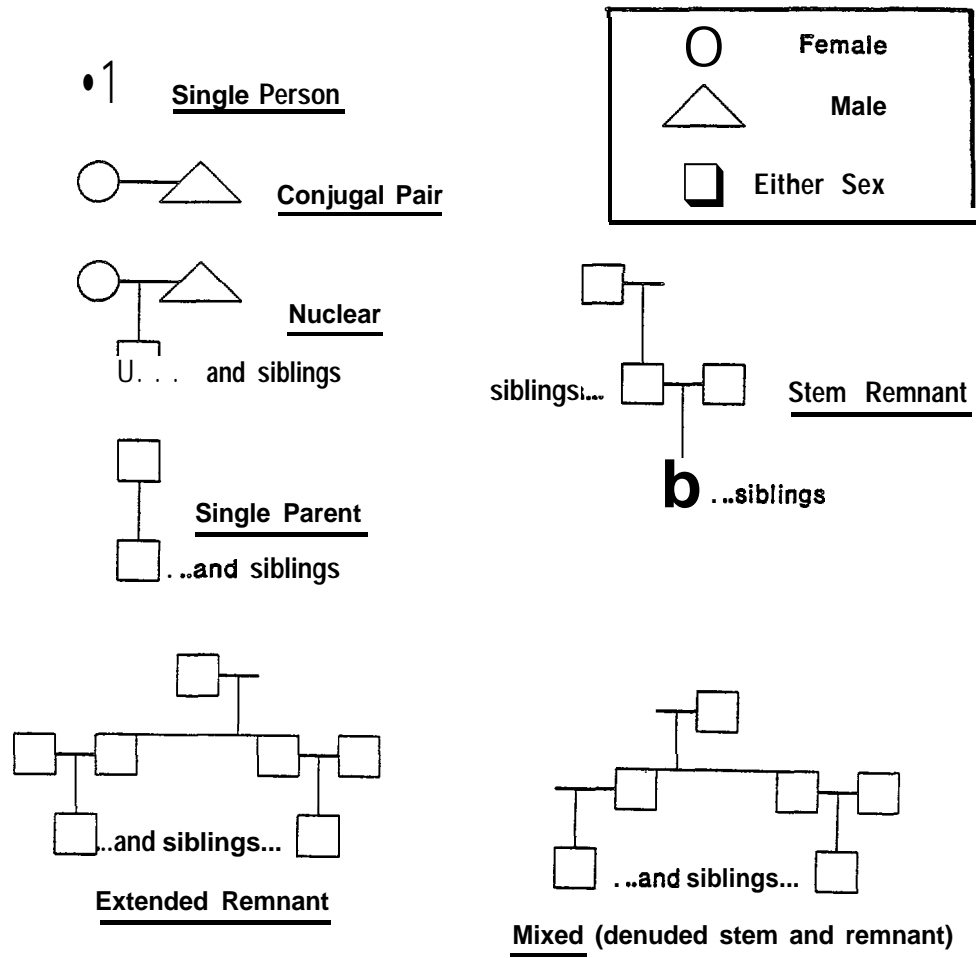 •1 Single Person
Conjugal Pair
Nuclear
U. . . and siblings
Single Parent
. ..and siblings
O Female
Male
Either Sex
siblings:...
Stem Remnant
b . ..siblings
...and siblings...
Extended Remnant
. ..and siblings...
Mixed (denuded stem and remnant)